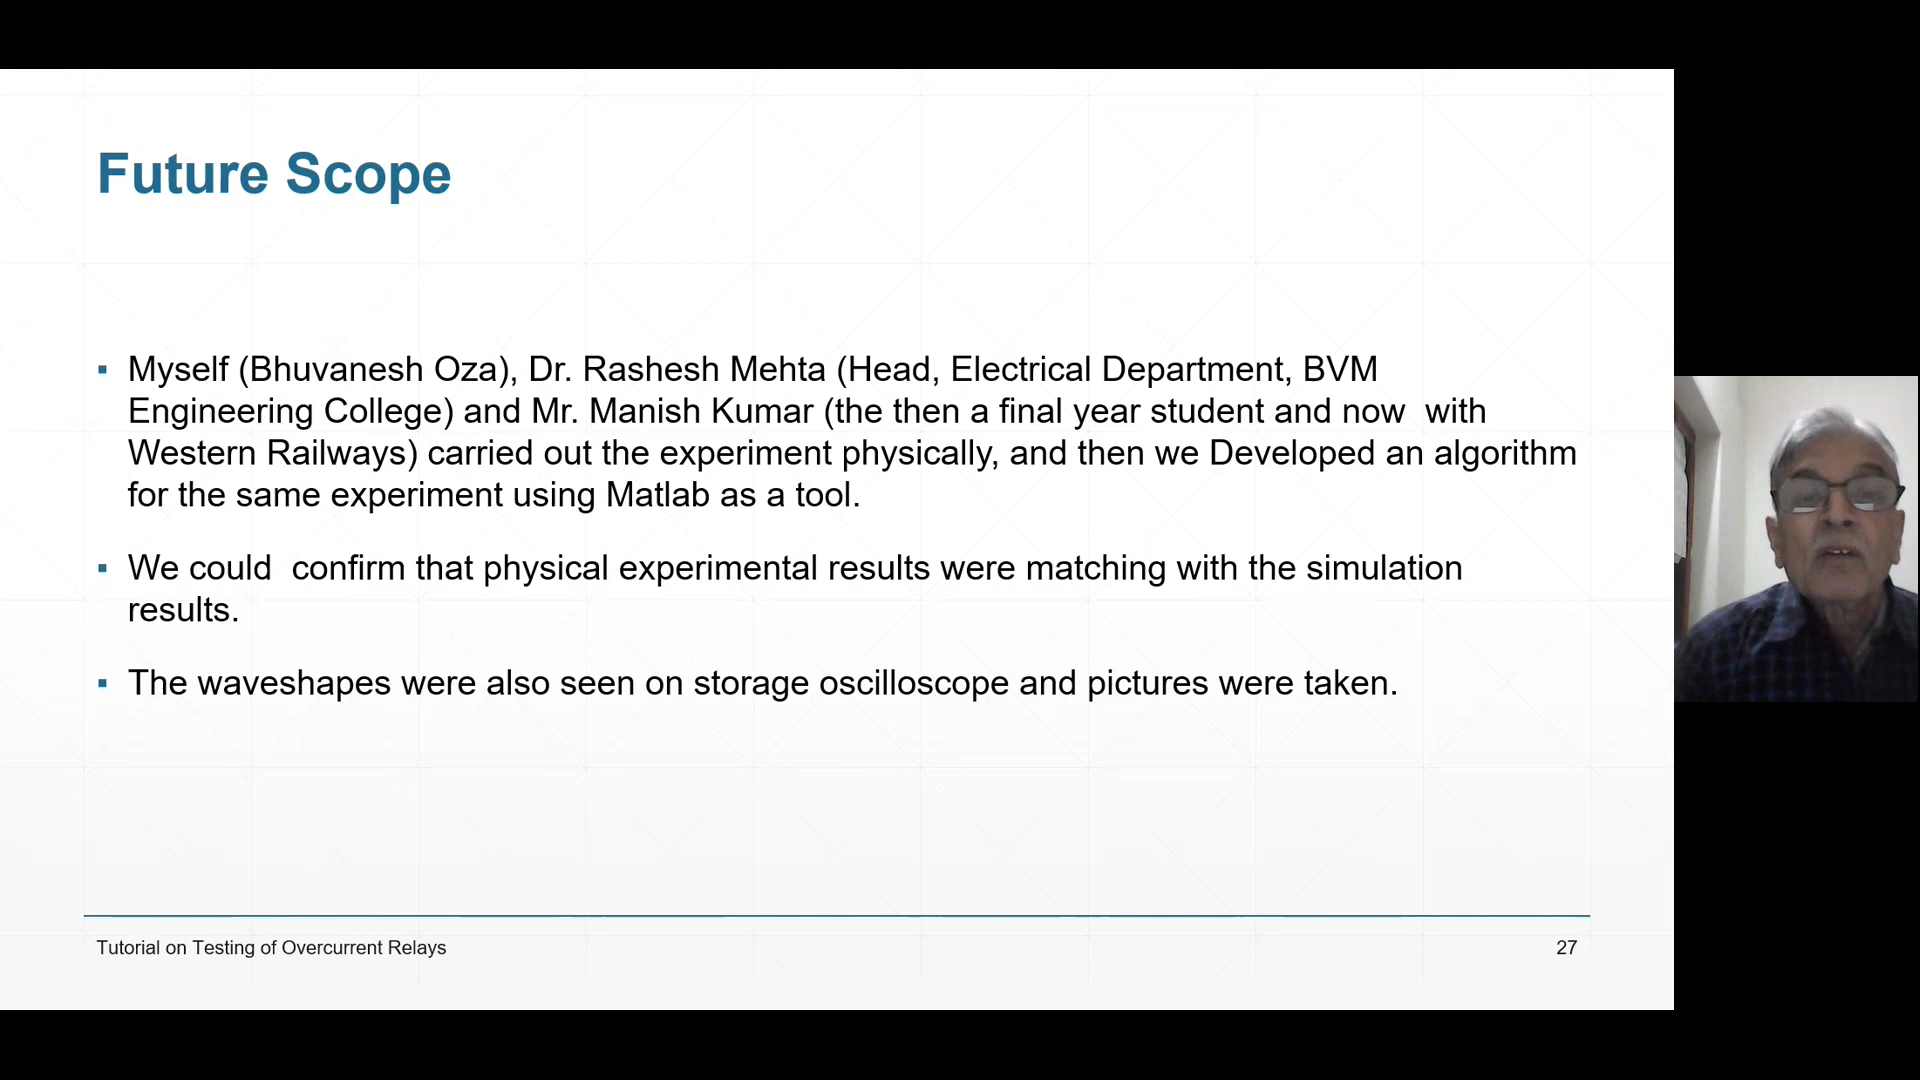 Future Scope
▪ Myself (Bhuvanesh Oza), Dr. Rashesh Mehta (Head, Electrical Department, BVM
Engineering College) and Mr. Manish Kumar (the then a final year student and now  with
Western Railways) carried out the experiment physically, and then we Developed an algorithm
for the same experiment using Matlab as a tool.
▪ We could  confirm that physical experimental results were matching with the simulation
results.
▪ The waveshapes were also seen on storage oscilloscope and pictures were taken.
Tutorial on Testing of Overcurrent Relays
27